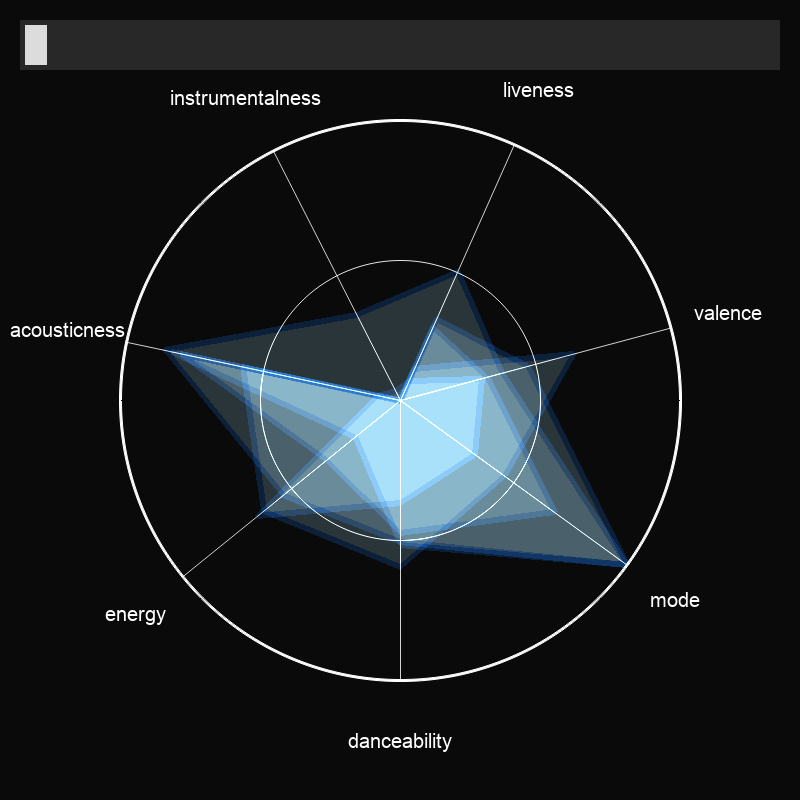 liveness
instrumentalness
valence
acousticness
mode
energy
danceability